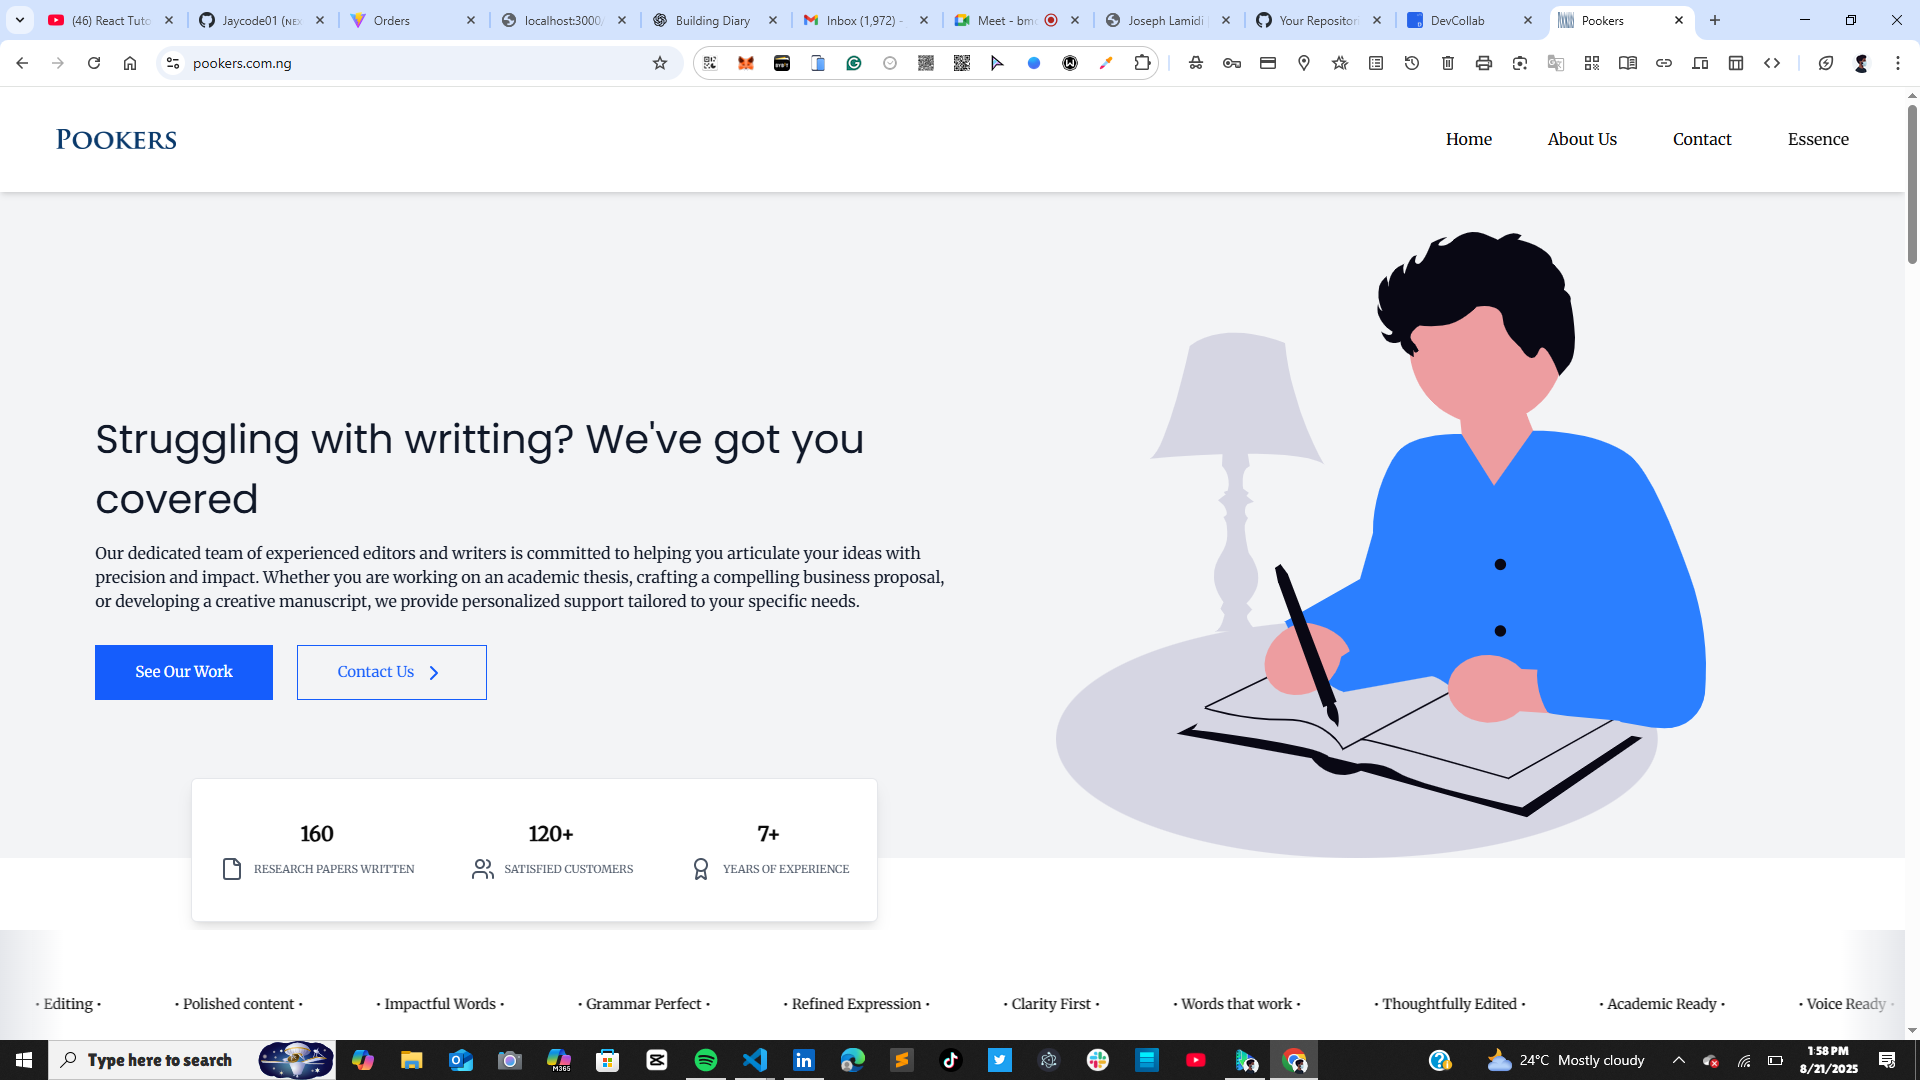 (46) React Tuto
Jaycode01 (NEX
Orders
localhost:3000/
Building Diary
Inbox (1,972) -
Meet - bm
Joseph Lamidi
Your Repositori
DevCollab
Pookers
pookers.com.ng
POOKERS
Home
About Us
Contact
Essence
Struggling with writting? We've got you
covered
Our dedicated team of experienced editors and writers is committed to helping you articulate your ideas with
precision and impact. Whether you are working on an academic thesis, crafting a compelling business proposal,
or developing a creative manuscript, we provide personalized support tailored to your specific needs.
See Our Work
Contact Us
160
120+
7+
RESEARCH PAPERS WRITTEN
SATISFIED CUSTOMERS
YEARS OF EXPERIENCE
· Editing ·
· Polished content ·
· Impactful Words ·
· Grammar Perfect ·
· Refined Expression ·
· Clarity First ·
· Words that work ·
· Thoughtfully Edited ·
· Academic Ready ·
· Voice Ready ·
Type here to search
M365
24°C Mostly cloudy
1:58 PM
8/21/2025